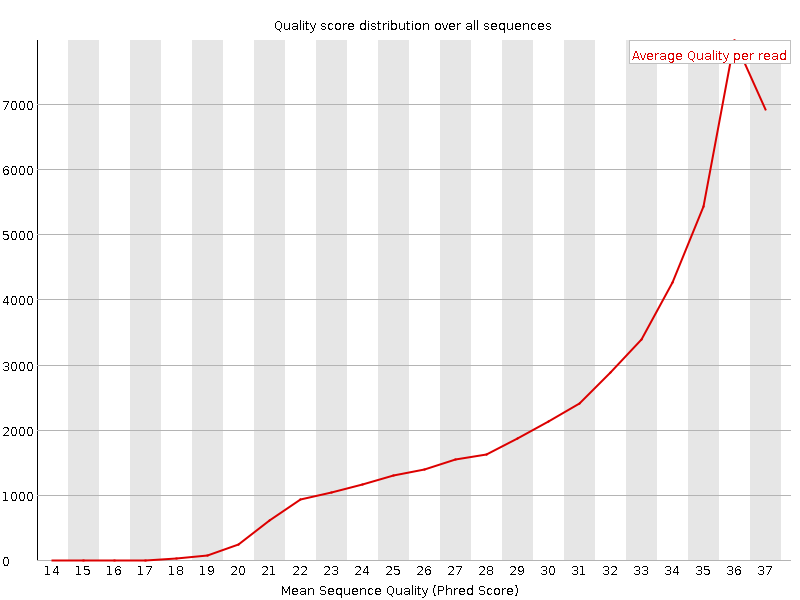 Quality score distribution over all sequences
Average Quality per read
7000
6000
5000
4000
3000
2000
1000
0
14 15 16 17 18 19 20 21 22 23 24 25 26 27 28 29 30 31 32 33 34 35 36 37
Mean Sequence Quality (Phred Score)